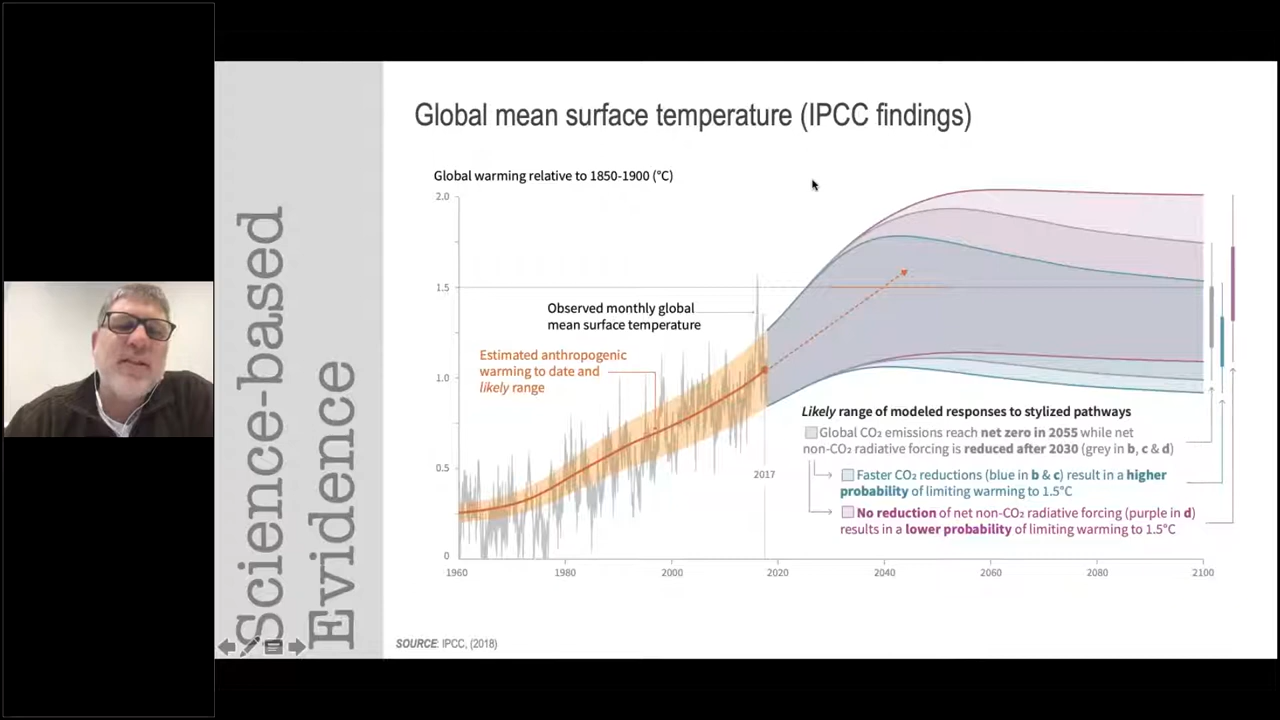 Science-based
Evidence
Global mean surface temperature (IPCC findings)
Global warming relative to 1850-1900 (°C)
2.0
1.5
1.0
0.5
0
Observed monthly global
mean surface temperature
Estimated anthropogenic
warming to date and
likely range
2017
Likely range of modeled responses to stylized pathways
Global CO₂ emissions reach net zero in 2055 while net
non-CO₂ radiative forcing is reduced after 2030 (grey in b, c & d)
Faster CO₂ reductions (blue in b & c) result in a higher
probability of limiting warming to 1.5°C
No reduction of net non-CO₂ radiative forcing (purple in d)
results in a lower probability of limiting warming to 1.5°C
1960 1980 2000 2020 2040 2060 2080 2100
SOURCE: IPCC, (2018)